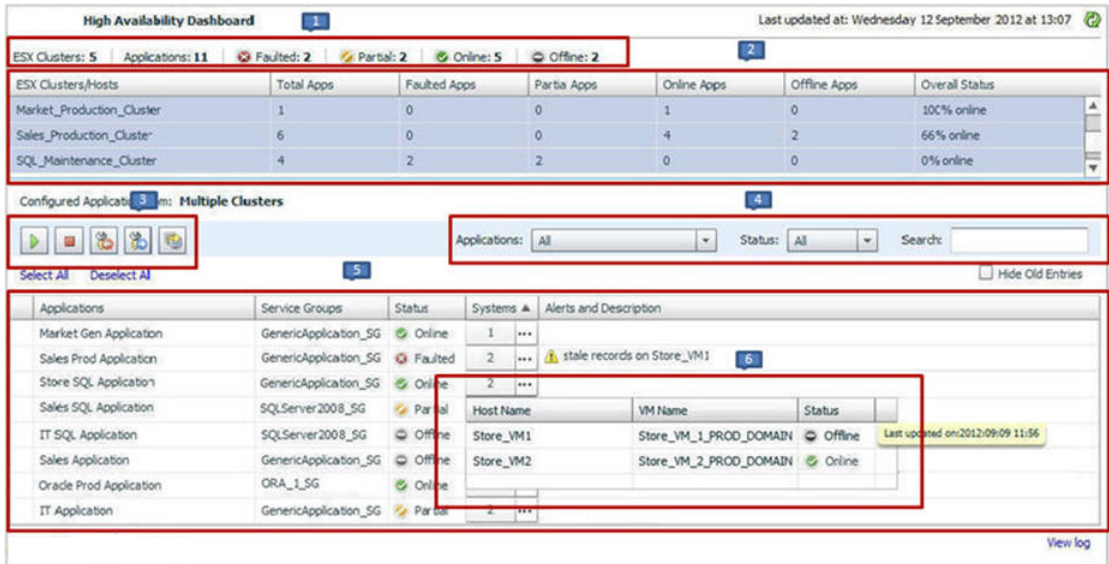 High Availability Dashboard 1 Last updated at: Wednesday 12 September 2012 at 13:07
2
ESX Clusters: 5 Applications: 11 Faulted: 2 Partial: 2 Online: 5 Offline: 2
ESX Clusters/Hosts Total Apps Faulted Apps Partia Apps Online Apps Offline Apps Overall Status
Market_Production_Cluster 1 0 0 1 0 100% online
Sales_Production_Cluster 6 0 0 4 2 66% online
SQL_Maintenance_Cluster 4 2 2 0 0 0% online
Configured Applicati 3 m: Multiple Clusters 4
Applications: All Status: All Search:
Select All Deselect Al 5 Hide Old Entries
Applications Service Groups Status Systems Alerts and Description
Market Gen Application GenericApplication_SG Online 1 ...
Sales Prod Application GenericApplication_SG Faulted 2 ... stale records on Store_VM1 6
Store SQL Application GenericApplication_SG Online 2 ...
Sales SQL Application SQLServer2008_SG Partial
Host Name VM Name Status
IT SQL Application SQLServer2008_SG Offline
Store_VM1 Store_VM_1_PROD_DOMAIN Offline Last updated on:2012:09:09 11:56
Sales Application GenericApplication_SG Offline
Store_VM2 Store_VM_2_PROD_DOMAIN Online
Oracle Prod Application ORA_1_SG Online
IT Application GenericApplication_SG Partial 2 ...
View log